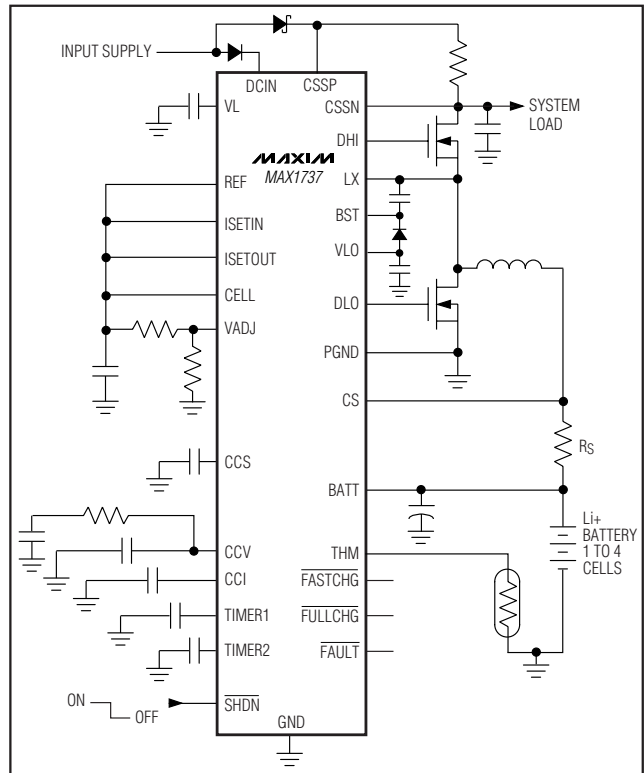 INPUT SUPPLY
DCIN
CSSP
VL
CSSN
SYSTEM
LOAD
DHI
MAXIM
MAX1737
REF
LX
ISETIN
BST
ISETOUT
VLO
CELL
DLO
VADJ
PGND
CS
RS
CCS
BATT
Li+
BATTERY
1 TO 4
CELLS
THM
CCV
FASTCHG
CCI
FULLCHG
TIMER1
FAULT
TIMER2
ON
OFF
SHDN
GND